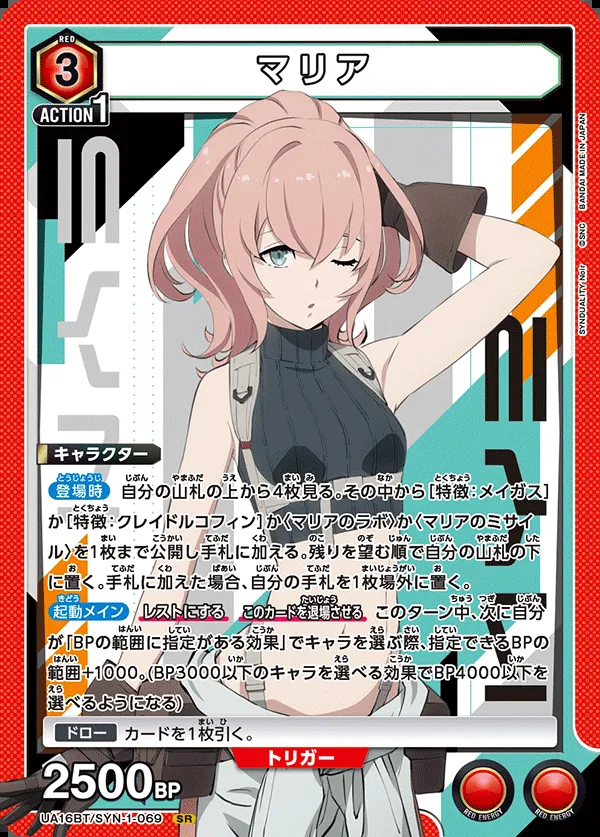 RED
3
ACTION 1
マリア
©SNC BANDAI MADE IN JAPAN
SYNDUALITY Noir
キャラクター
登場時 自分の山札の上から4枚見る。その中から[特徴:メイガス]
か[特徴:クレイドルコフィン]か〈マリアのラボ〉か〈マリアのミサイ
ル〉を1枚まで公開し手札に加える。残りを望む順で自分の山札の下
に置く。手札に加えた場合、自分の手札を1枚場外に置く。
起動メイン レストにする このカードを退場させる このターン中、次に自分
が「BPの範囲に指定がある効果」でキャラを選ぶ際、指定できるBPの
範囲+1000。(BP3000以下のキャラを選べる効果でBP4000以下を
選べるようになる)
ドロー カードを1枚引く。
トリガー
2500BP
UA16BT/SYN-1-069 SR
RED ENERGY
RED ENERGY